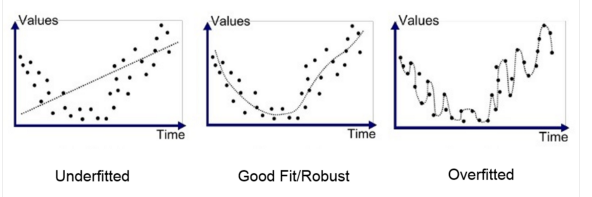 Values
Time
Underfitted
Values
Time
Good Fit/Robust
Values
Time
Overfitted